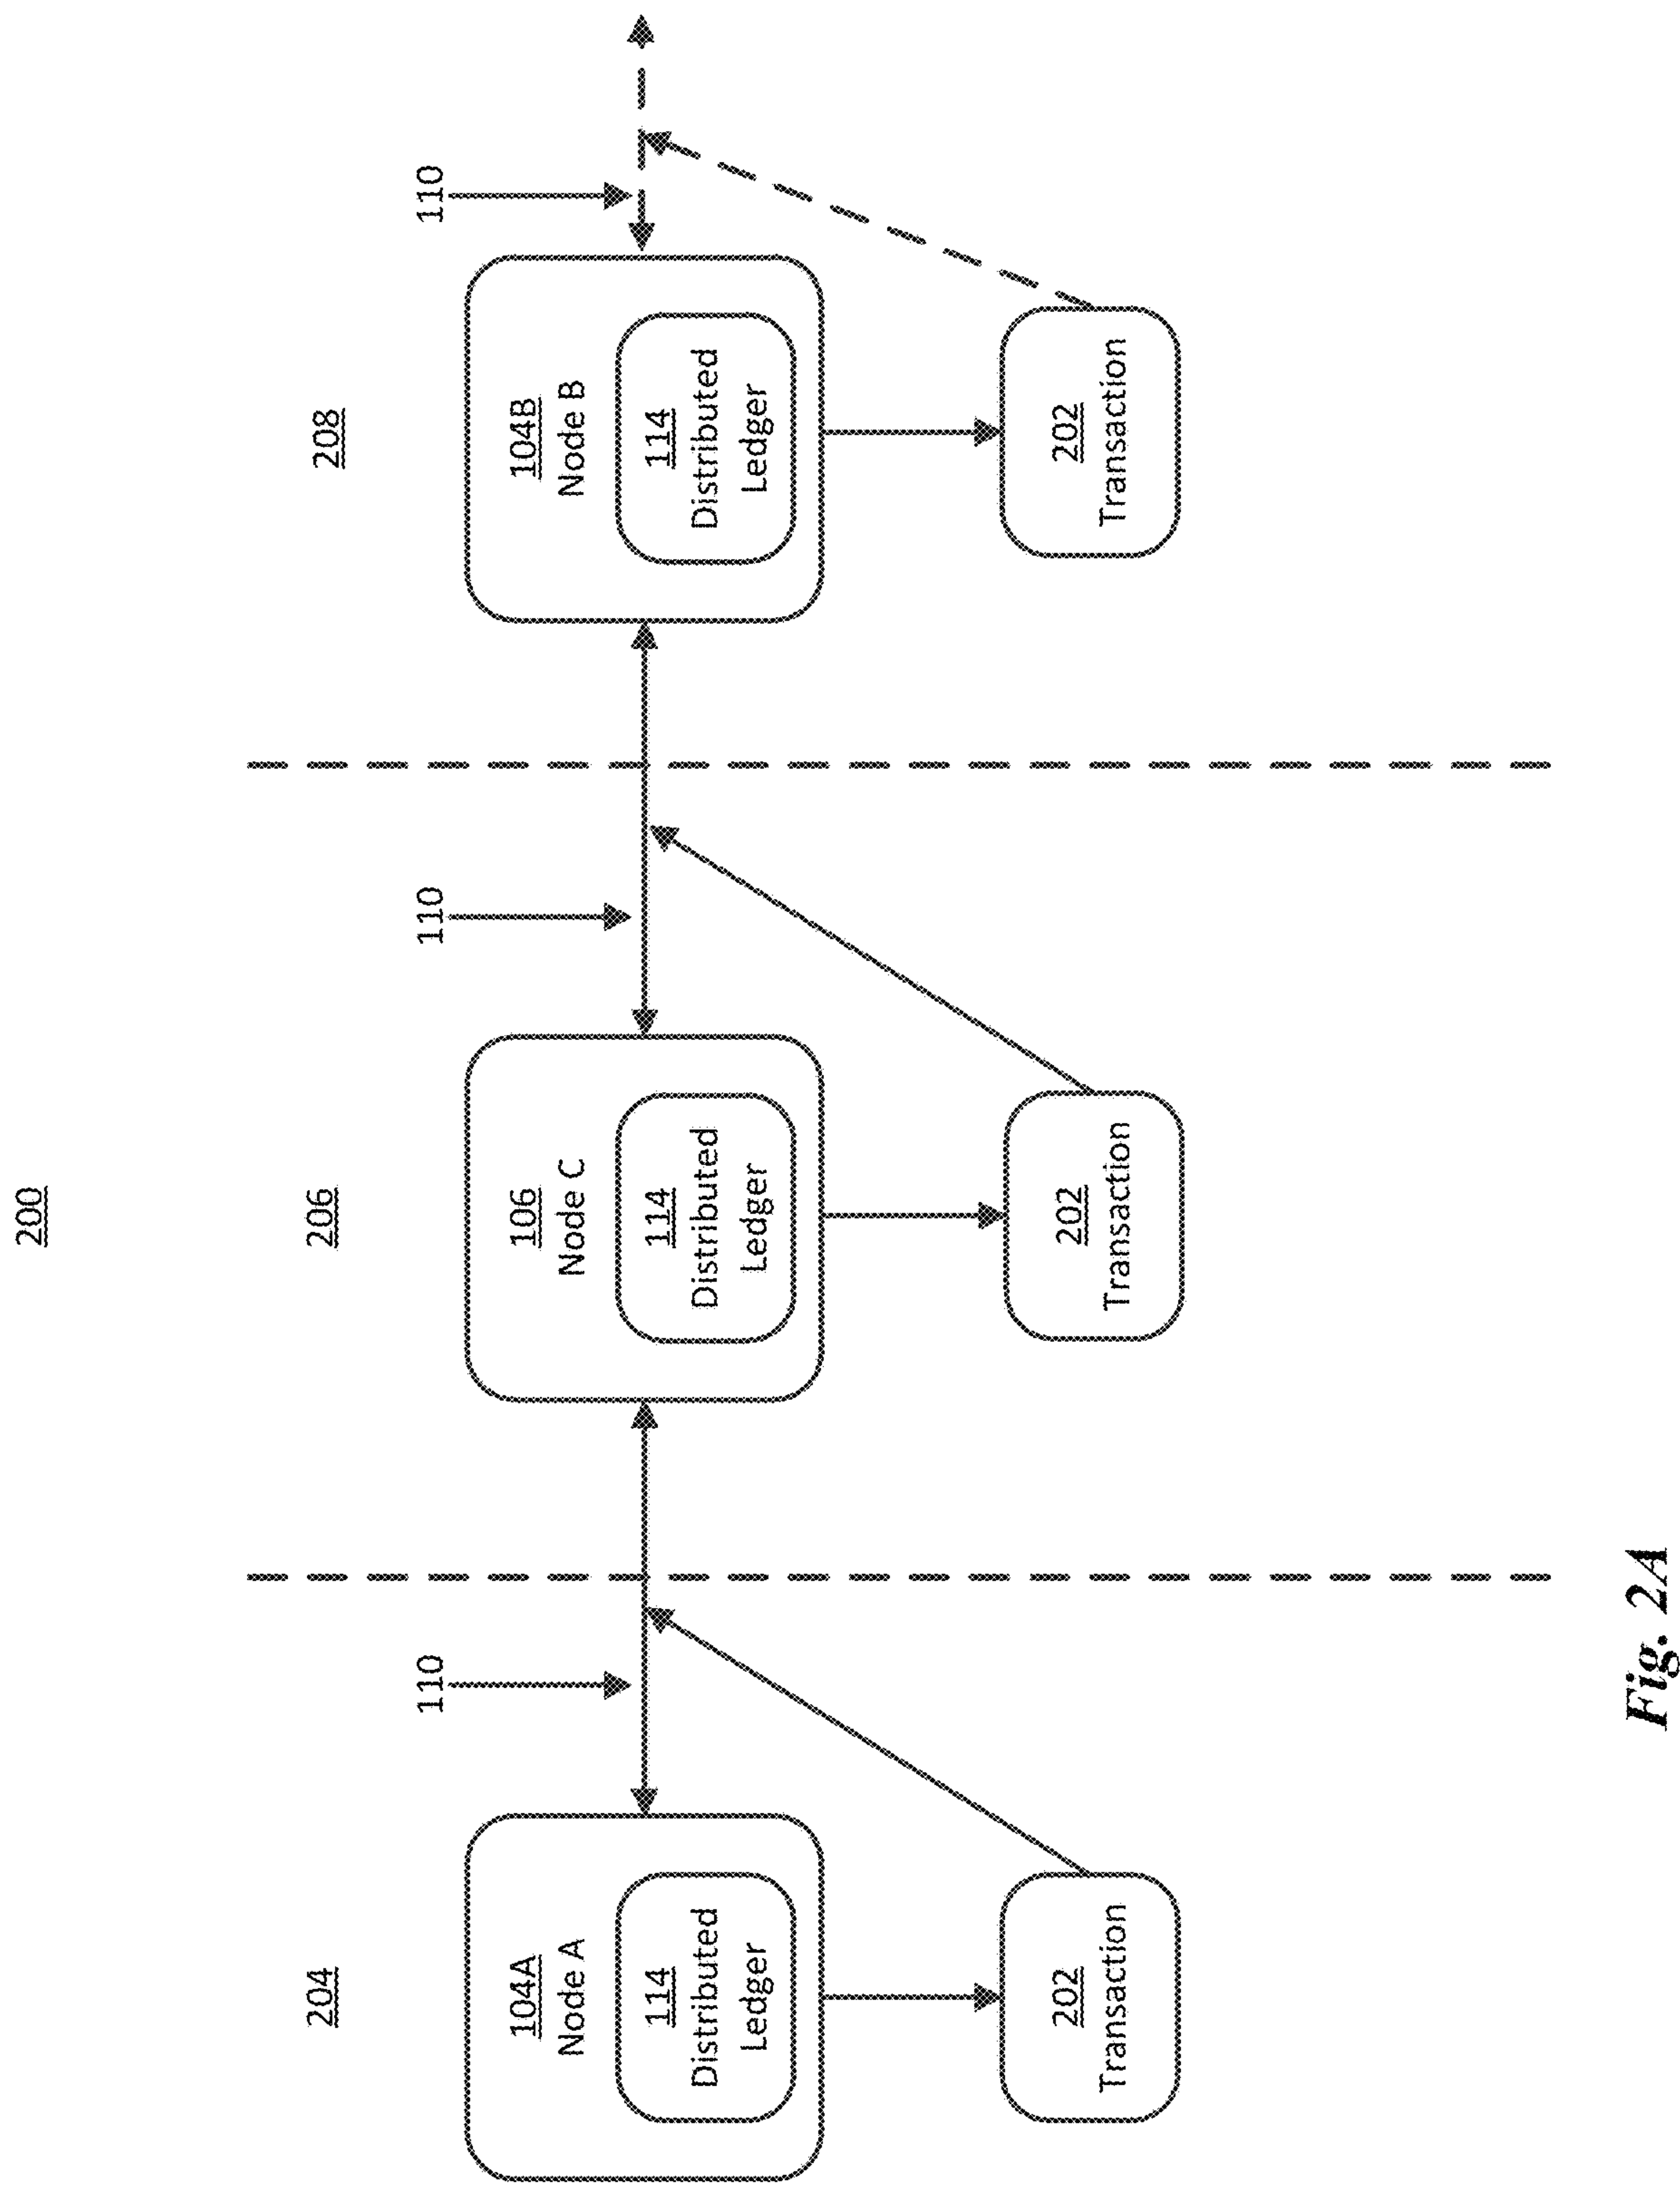 200
204
206
208
110
110
110
104A
Node A
114
Distributed
Ledger
106
Node C
114
Distributed
Ledger
104B
Node B
114
Distributed
Ledger
202
Transaction
202
Transaction
202
Transaction
Fig. 2A